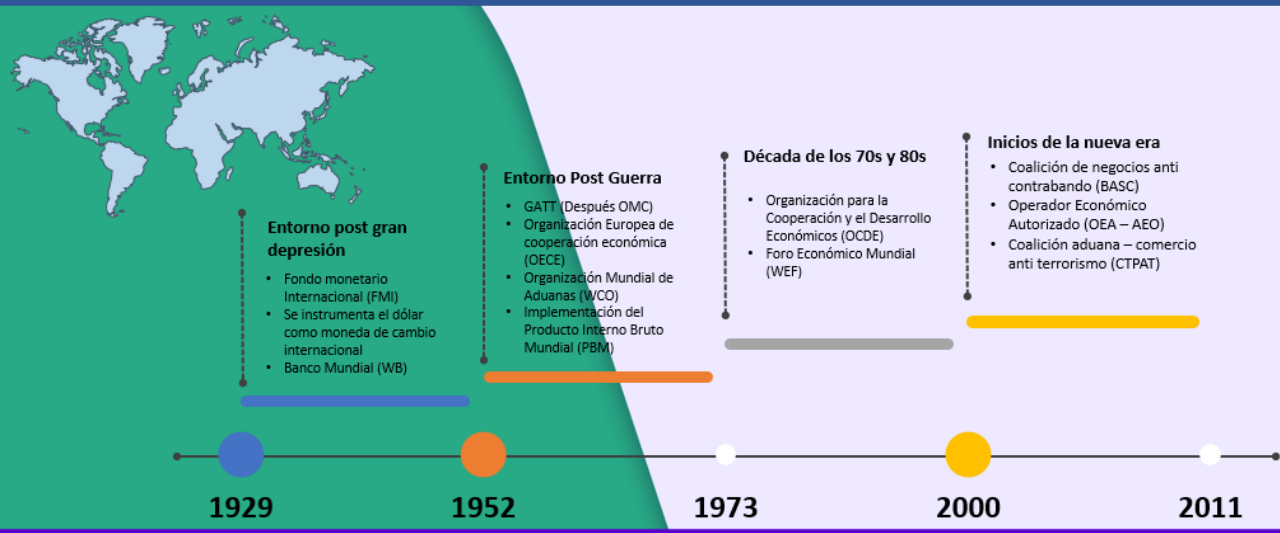 Entorno post gran
depresión
• Fondo monetario
Internacional (FMI)
• Se instrumenta el dólar
como moneda de cambio
internacional
• Banco Mundial (WB)
Entorno Post Guerra
• GATT (Después OMC)
• Organización Europea de
cooperación económica
(OECE)
• Organización Mundial de
Aduanas (WCO)
• Implementación del
Producto Interno Bruto
Mundial (PBM)
Década de los 70s y 80s
• Organización para la
Cooperación y el Desarrollo
Económicos (OCDE)
• Foro Económico Mundial
(WEF)
Inicios de la nueva era
• Coalición de negocios anti
contrabando (BASC)
• Operador Económico
Autorizado (OEA – AEO)
• Coalición aduana – comercio
anti terrorismo (CTPAT)
1929
1952
1973
2000
2011